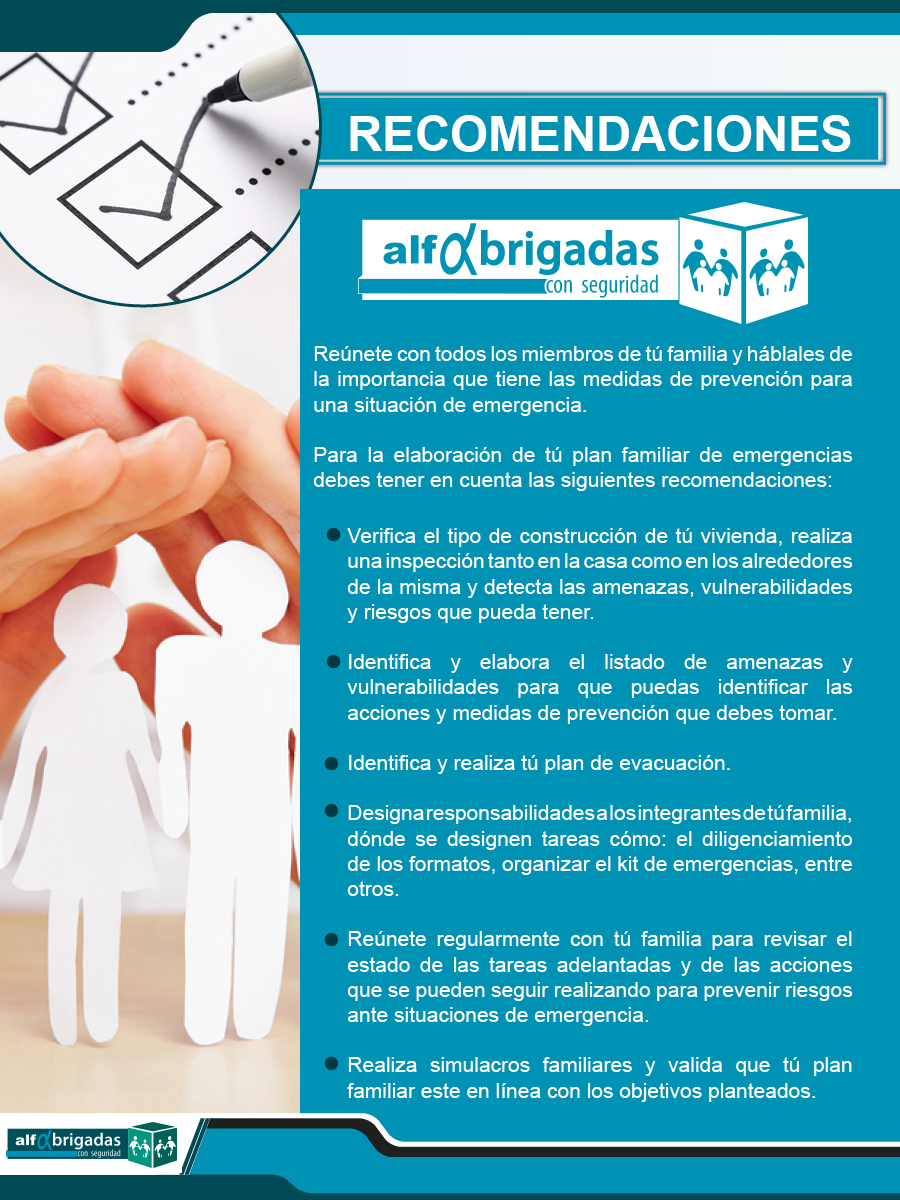 RECOMENDACIONES
alfαbrigadas
con seguridad
Reúnete con todos los miembros de tú familia y háblales de
la importancia que tiene las medidas de prevención para
una situación de emergencia.
Para la elaboración de tú plan familiar de emergencias
debes tener en cuenta las siguientes recomendaciones:
Verifica el tipo de construcción de tú vivienda, realiza
una inspección tanto en la casa como en los alrededores
de la misma y detecta las amenazas, vulnerabilidades
y riesgos que pueda tener.
Identifica y elabora el listado de amenazas y
vulnerabilidades para que puedas identificar las
acciones y medidas de prevención que debes tomar.
Identifica y realiza tú plan de evacuación.
Designa responsabilidades a los integrantes de tú familia,
dónde se designen tareas cómo: el diligenciamiento
de los formatos, organizar el kit de emergencias, entre
otros.
Reúnete regularmente con tú familia para revisar el
estado de las tareas adelantadas y de las acciones
que se pueden seguir realizando para prevenir riesgos
ante situaciones de emergencia.
Realiza simulacros familiares y valida que tú plan
familiar este en línea con los objetivos planteados.
alfαbrigadas
con seguridad